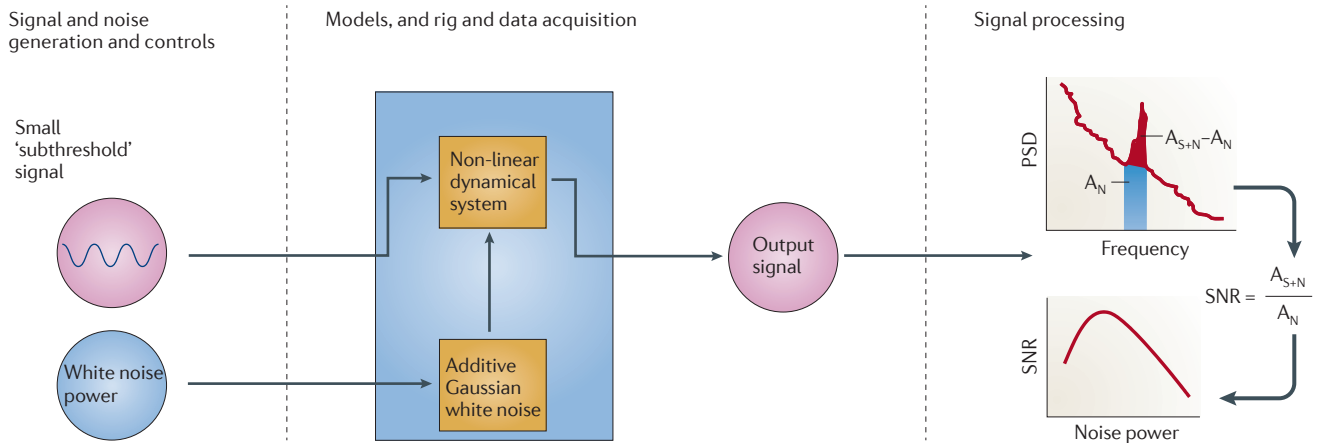 Signal and noise
generation and controls
Models, and rig and data acquisition
Signal processing
Small
‘subthreshold’
signal
White noise
power
Non-linear
dynamical
system
Additive
Gaussian
white noise
Output
signal
PSD
A_S+N–A_N
A_N
Frequency
SNR = A_S+N
A_N
SNR
Noise power